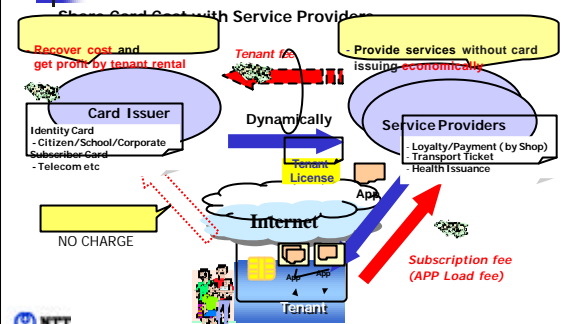 Share Card Cost with Service Providers
- Recover cost and
get profit by tenant rental
Tenant fee
- Provide services without card
issuing economically
Card Issuer
Identity Card
- Citizen/School/Corporate
Subscriber Card
- Telecom etc
Dynamically
Service Providers
- Loyalty/Payment ( by Shop)
- Transport Ticket
- Health Issuance
Tenant
License
App
Internet
NO CHARGE
App
App
Subscription fee
(APP Load fee)
Tenant
NTT